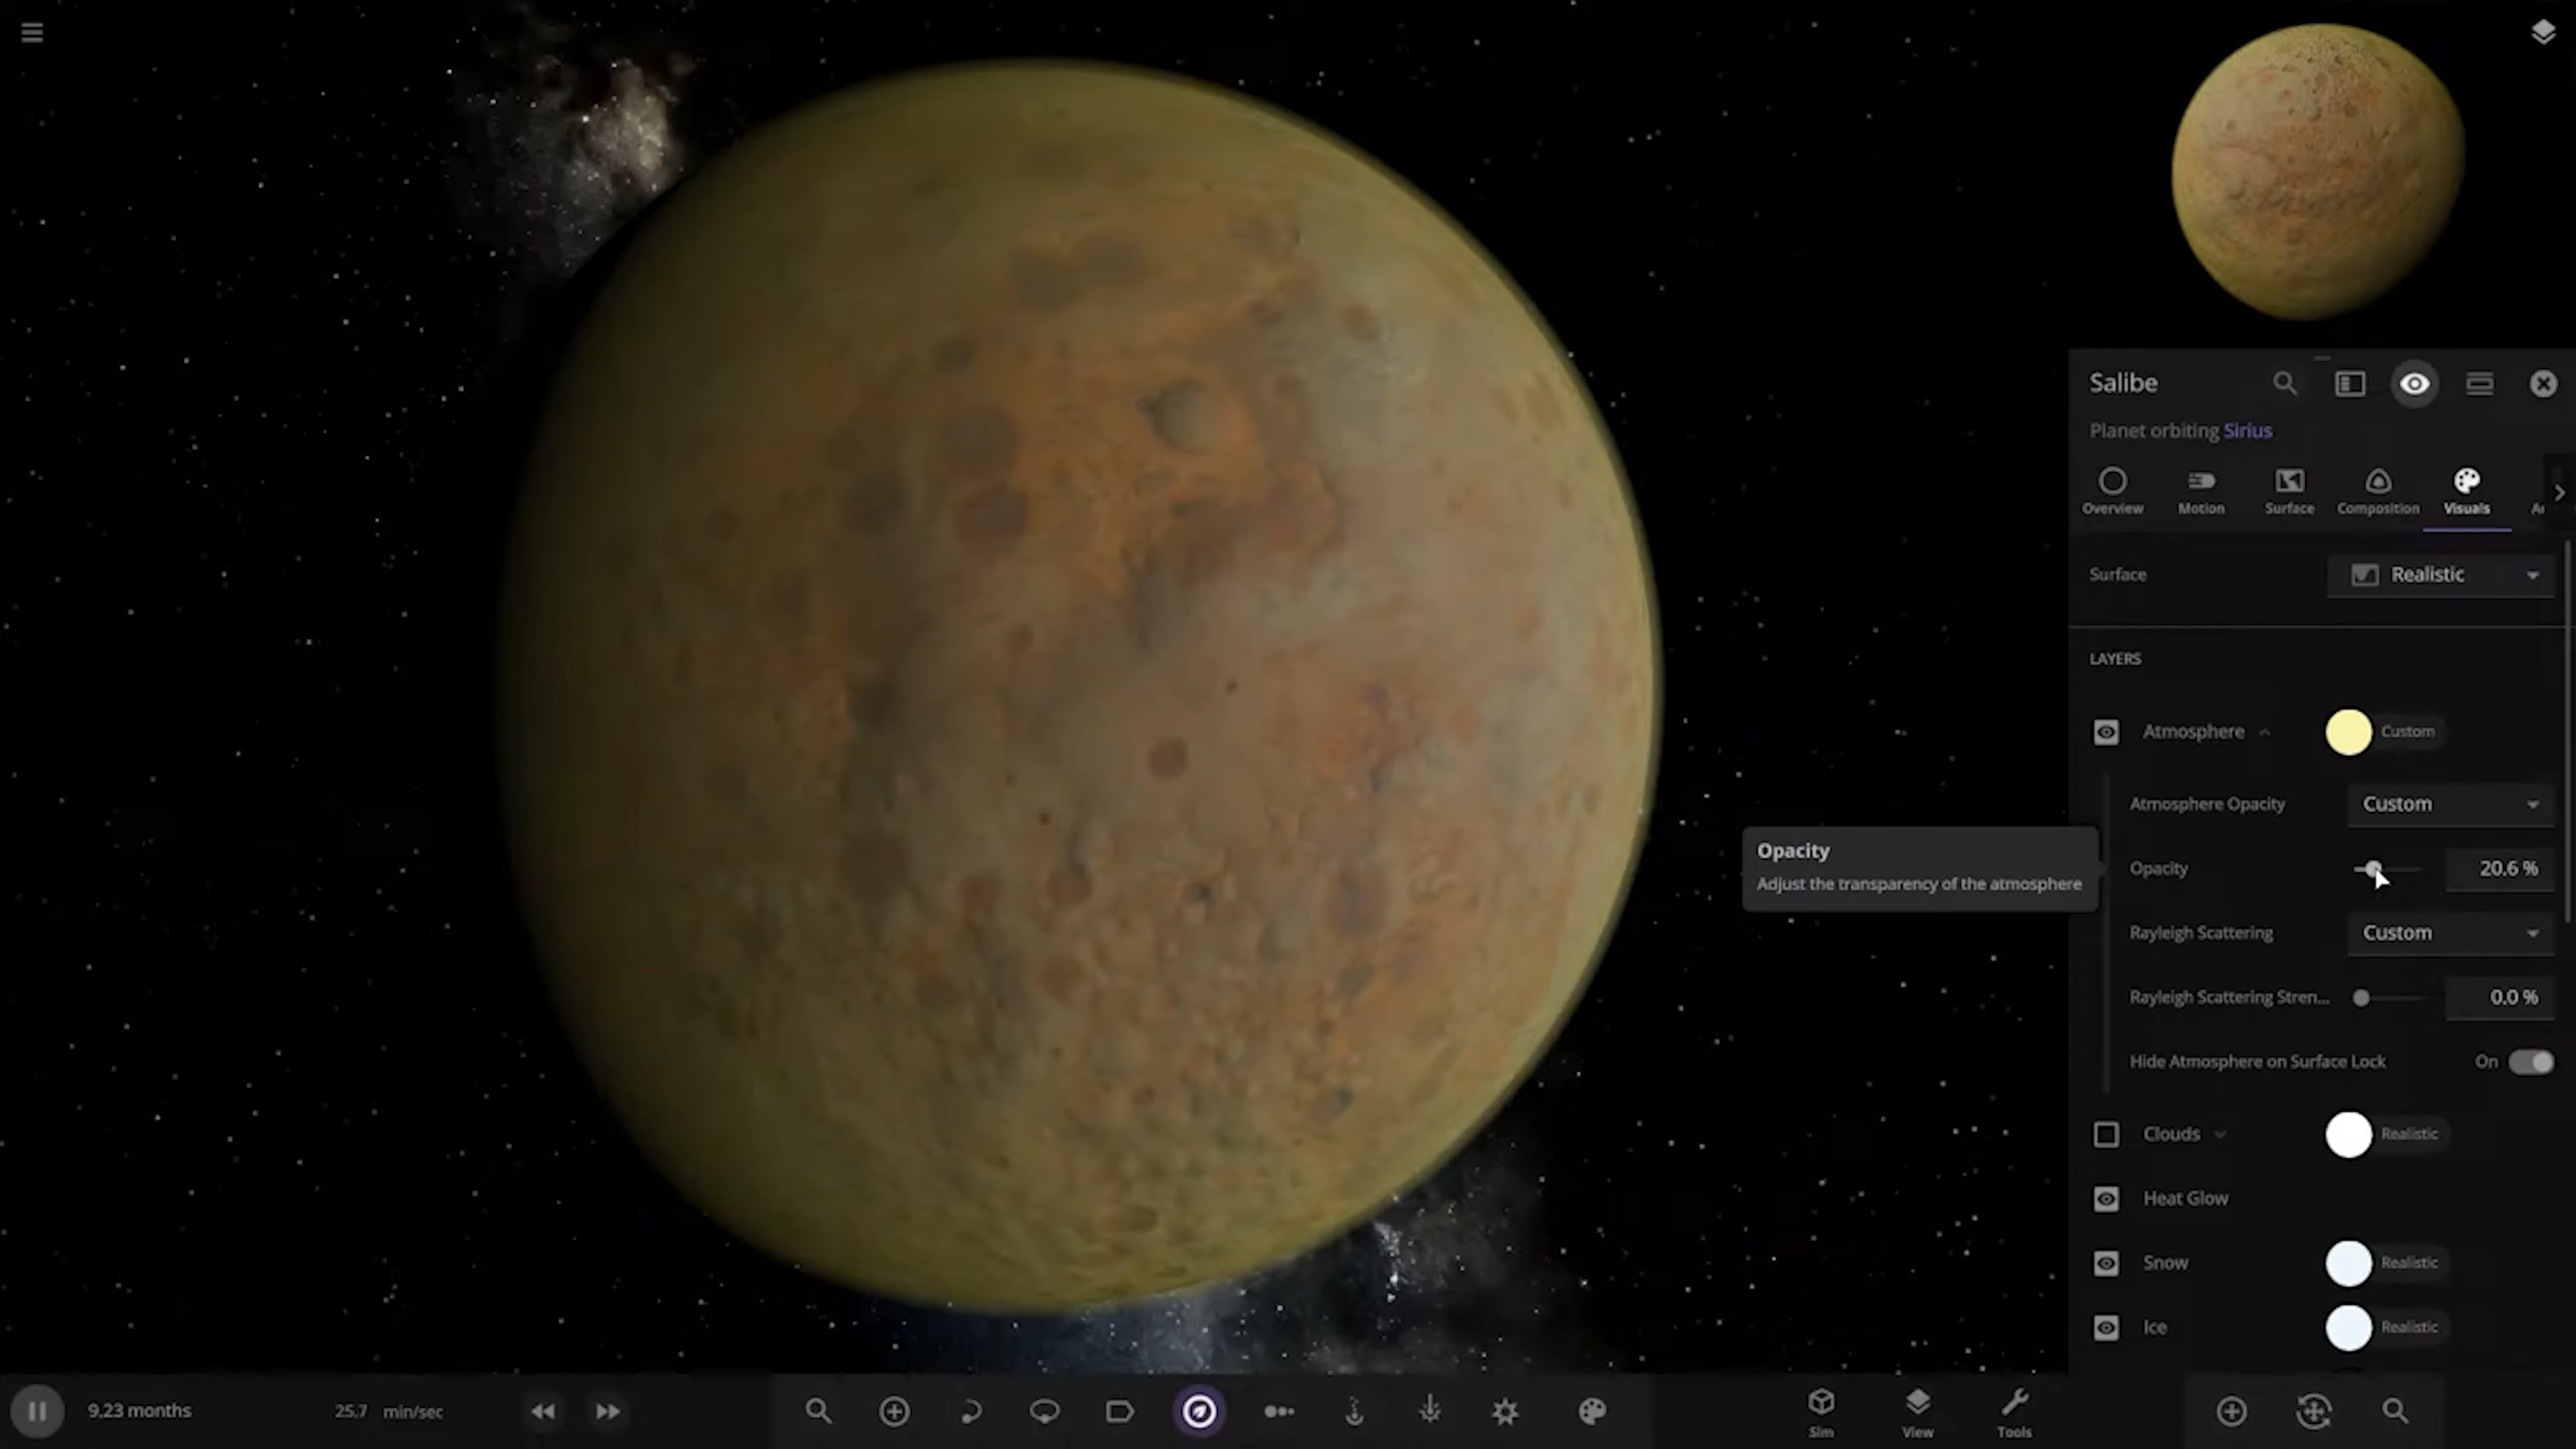 Salibe
Planet orbiting Sirius
Overview
Motion
Surface
Composition
Visuals
Surface
Realistic
LAYERS
Atmosphere
Custom
Atmosphere Opacity
Custom
Opacity
Adjust the transparency of the atmosphere
Opacity
20.6 %
Rayleigh Scattering
Custom
Rayleigh Scattering Stren...
0.0 %
Hide Atmosphere on Surface Lock
On
Clouds
Realistic
Heat Glow
Snow
Realistic
Ice
Realistic
9.23 months
25.7 min/sec
Sim
View
Tools